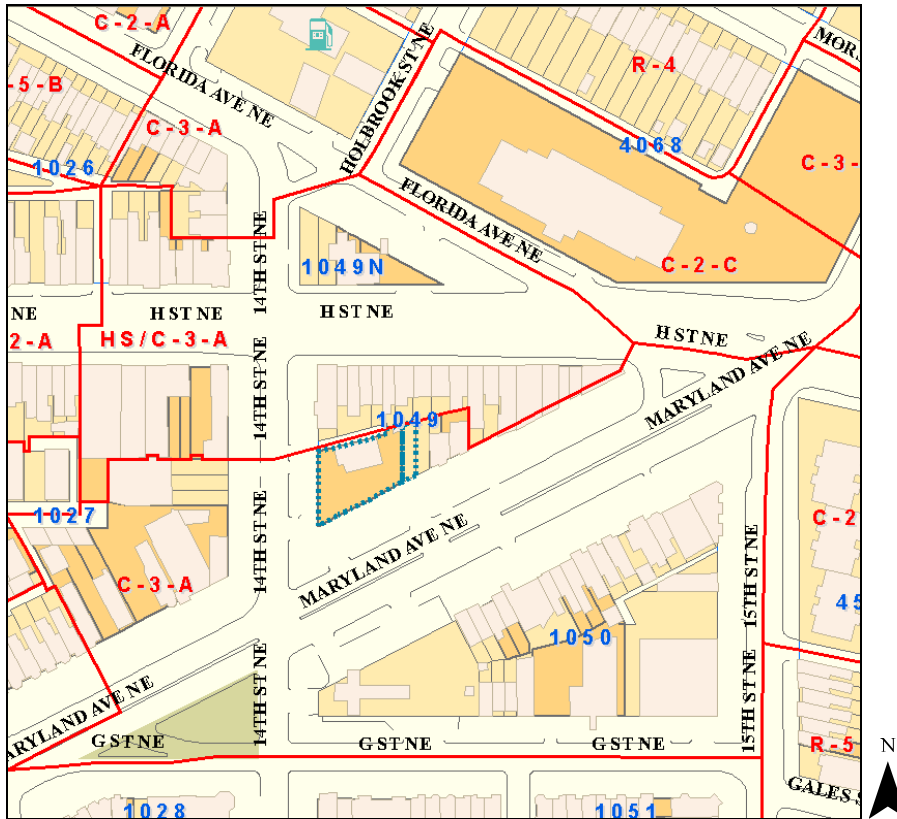 C-2-A
FLORIDA AVE NE
HOLBROOK ST NE
MORS
R-4
-5-B
C-3-A
1026
4068
C-3-
FLORIDA AVE NE
14TH ST NE
1049N
C-2-C
NE
H ST NE
H ST NE
2-A
HS/C-3-A
H ST NE
14TH ST NE
MARYLAND AVE NE
1049
1027
C-2
14TH ST NE
MARYLAND AVE NE
15TH ST NE
C-3-A
45
1050
14TH ST NE
15TH ST NE
ARYLAND AVE NE
G ST NE
G ST NE
G ST NE
R-5
N
GALES S
1028
1051